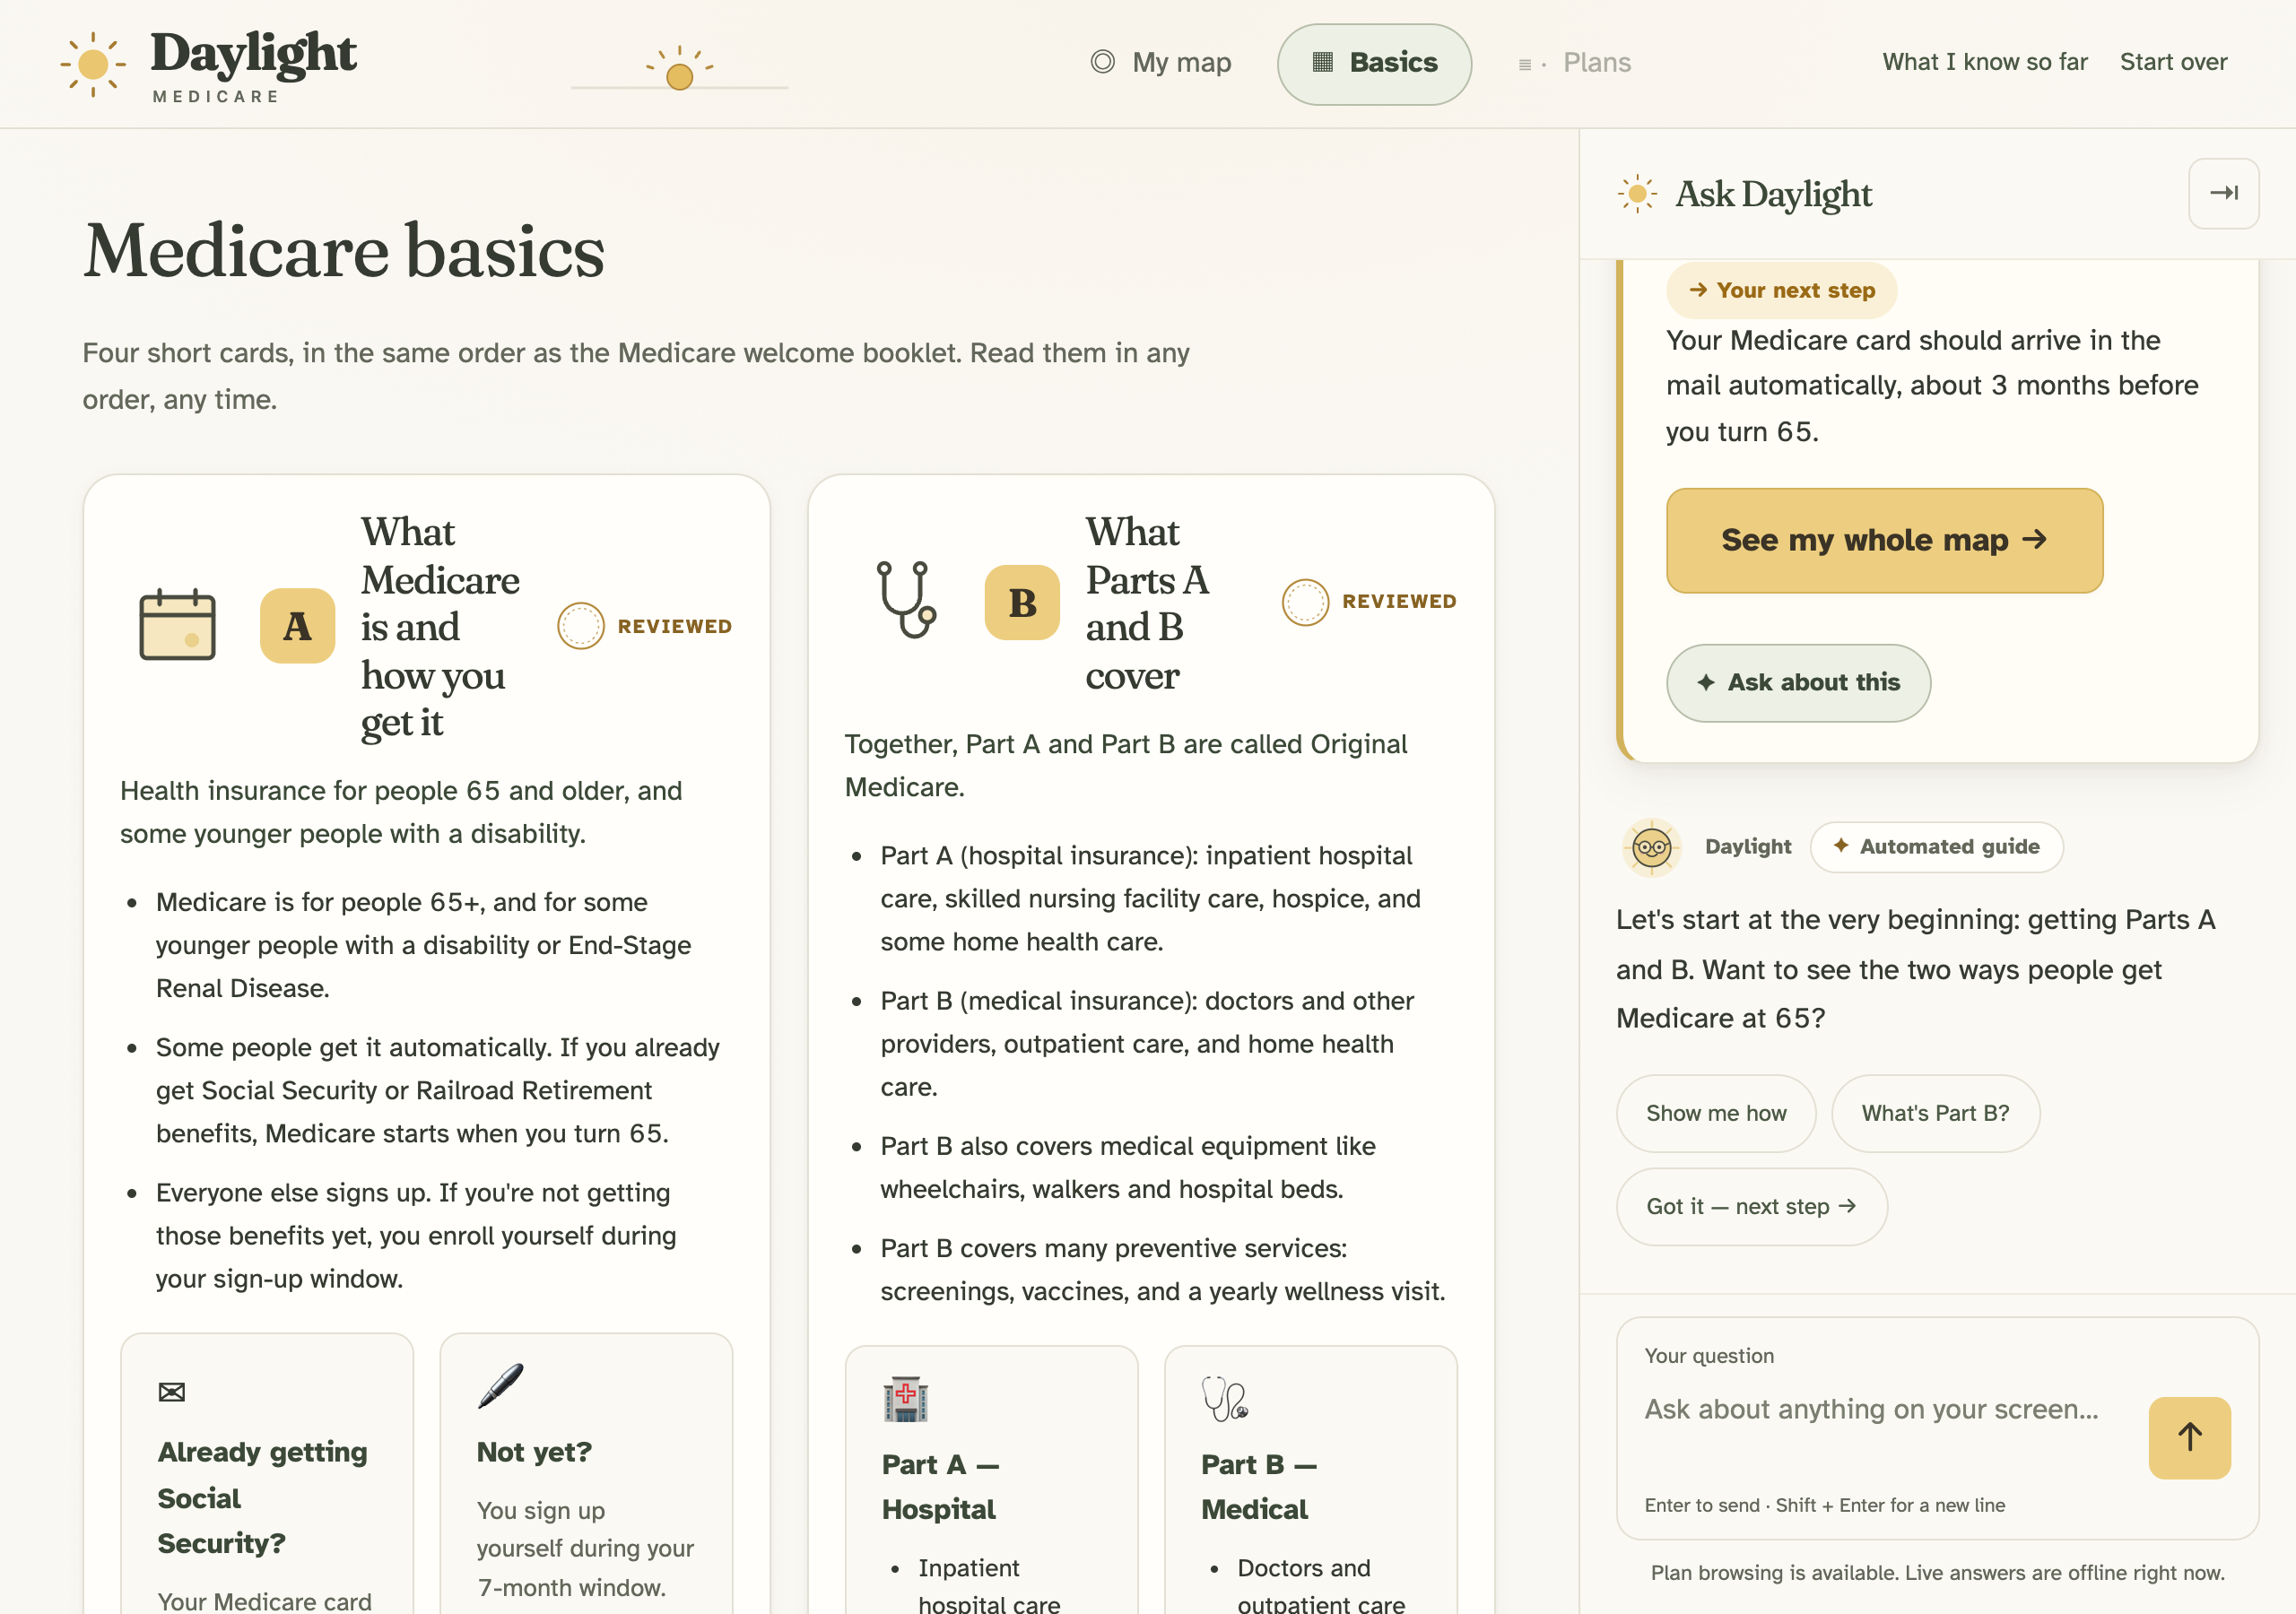 Daylight
MEDICARE
My map
Basics
Plans
What I know so far
Start over
Medicare basics
Four short cards, in the same order as the Medicare welcome booklet. Read them in any
order, any time.
A
What
Medicare
is and
how you
get it
REVIEWED
Health insurance for people 65 and older, and
some younger people with a disability.
• Medicare is for people 65+, and for some
younger people with a disability or End-Stage
Renal Disease.
• Some people get it automatically. If you already
get Social Security or Railroad Retirement
benefits, Medicare starts when you turn 65.
• Everyone else signs up. If you're not getting
those benefits yet, you enroll yourself during
your sign-up window.
Already getting
Social
Security?
Your Medicare card
Not yet?
You sign up
yourself during your
7-month window.
B
What
Parts A
and B
cover
REVIEWED
Together, Part A and Part B are called Original
Medicare.
• Part A (hospital insurance): inpatient hospital
care, skilled nursing facility care, hospice, and
some home health care.
• Part B (medical insurance): doctors and other
providers, outpatient care, and home health
care.
• Part B also covers medical equipment like
wheelchairs, walkers and hospital beds.
• Part B covers many preventive services:
screenings, vaccines, and a yearly wellness visit.
Part A —
Hospital
• Inpatient
hospital care
Part B —
Medical
• Doctors and
outpatient care
Ask Daylight
→ Your next step
Your Medicare card should arrive in the
mail automatically, about 3 months before
you turn 65.
See my whole map →
✦ Ask about this
Daylight
✦ Automated guide
Let's start at the very beginning: getting Parts A
and B. Want to see the two ways people get
Medicare at 65?
Show me how
What's Part B?
Got it — next step →
Your question
Ask about anything on your screen...
Enter to send · Shift + Enter for a new line
Plan browsing is available. Live answers are offline right now.